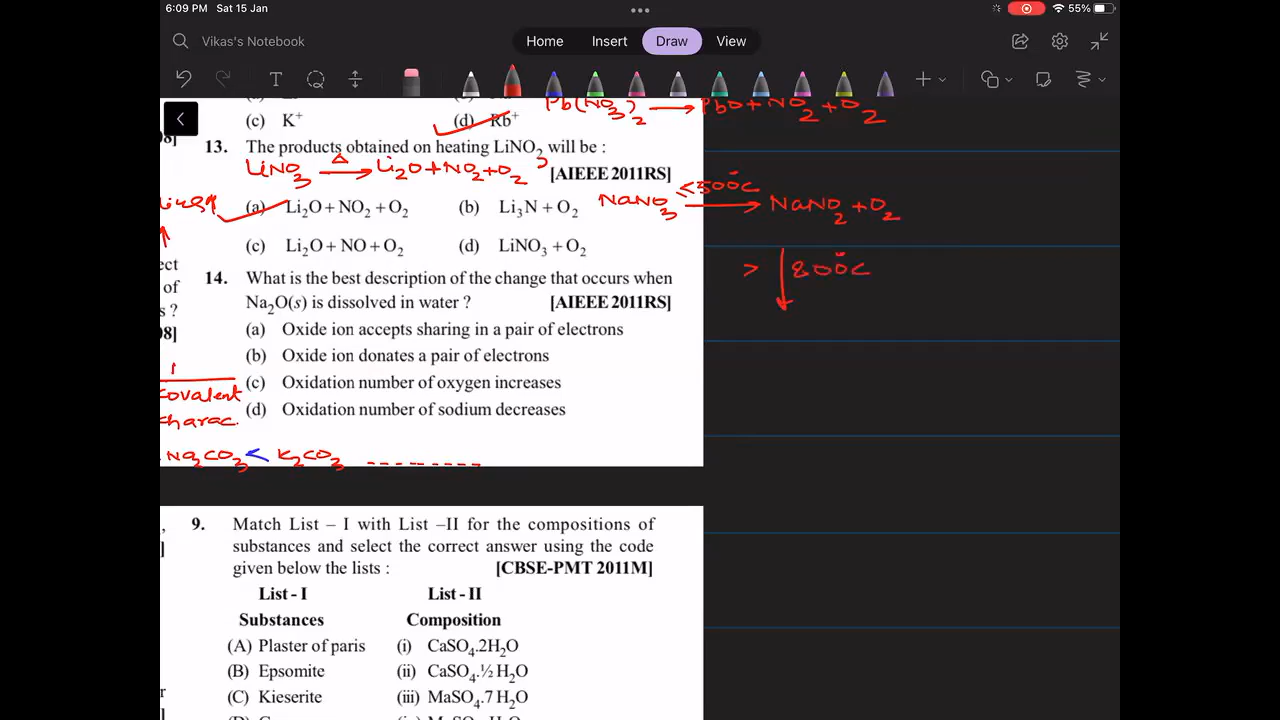 6:09 PM Sat 15 Jan
55%
Vikas's Notebook
Home Insert Draw View
Pb(NO3)2 → PbO + NO2 + O2
(c) K⁺ (d) Rb⁺
08]
13. The products obtained on heating LiNO₂ will be :
LiNO3 →Δ Li2O + NO2 + O2 ?
[AIEEE 2011RS]
<500°C
NaNO3 → NaNO2 + O2
(a) Li₂O + NO₂ + O₂ (b) Li₃N + O₂
(c) Li₂O + NO + O₂ (d) LiNO₃ + O₂
> 800°C
ect
of
s ?
08]
14. What is the best description of the change that occurs when
Na₂O(s) is dissolved in water ? [AIEEE 2011RS]
(a) Oxide ion accepts sharing in a pair of electrons
(b) Oxide ion donates a pair of electrons
(c) Oxidation number of oxygen increases
(d) Oxidation number of sodium decreases
1
covalent
charac.
Na2CO3 < K2CO3 ---------
9. Match List – I with List –II for the compositions of
substances and select the correct answer using the code
given below the lists : [CBSE-PMT 2011M]
List - I List - II
Substances Composition
(A) Plaster of paris (i) CaSO₄.2H₂O
(B) Epsomite (ii) CaSO₄.½ H₂O
(C) Kieserite (iii) MaSO₄.7 H₂O